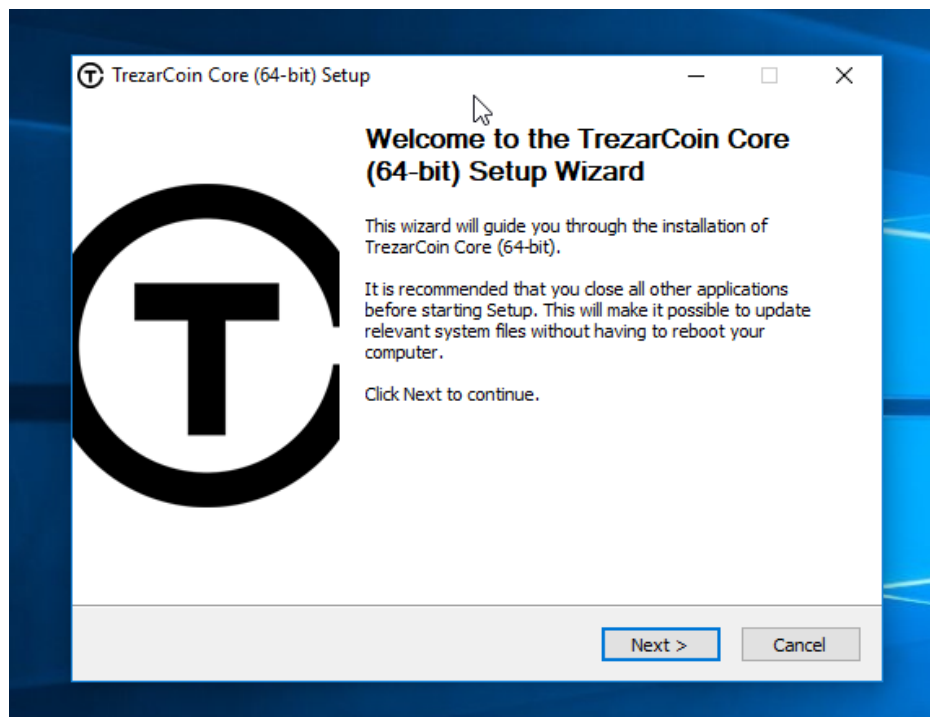 TrezarCoin Core (64-bit) Setup
Welcome to the TrezarCoin Core
(64-bit) Setup Wizard
This wizard will guide you through the installation of
TrezarCoin Core (64-bit).
It is recommended that you close all other applications
before starting Setup. This will make it possible to update
relevant system files without having to reboot your
computer.
Click Next to continue.
T
Next >
Cancel